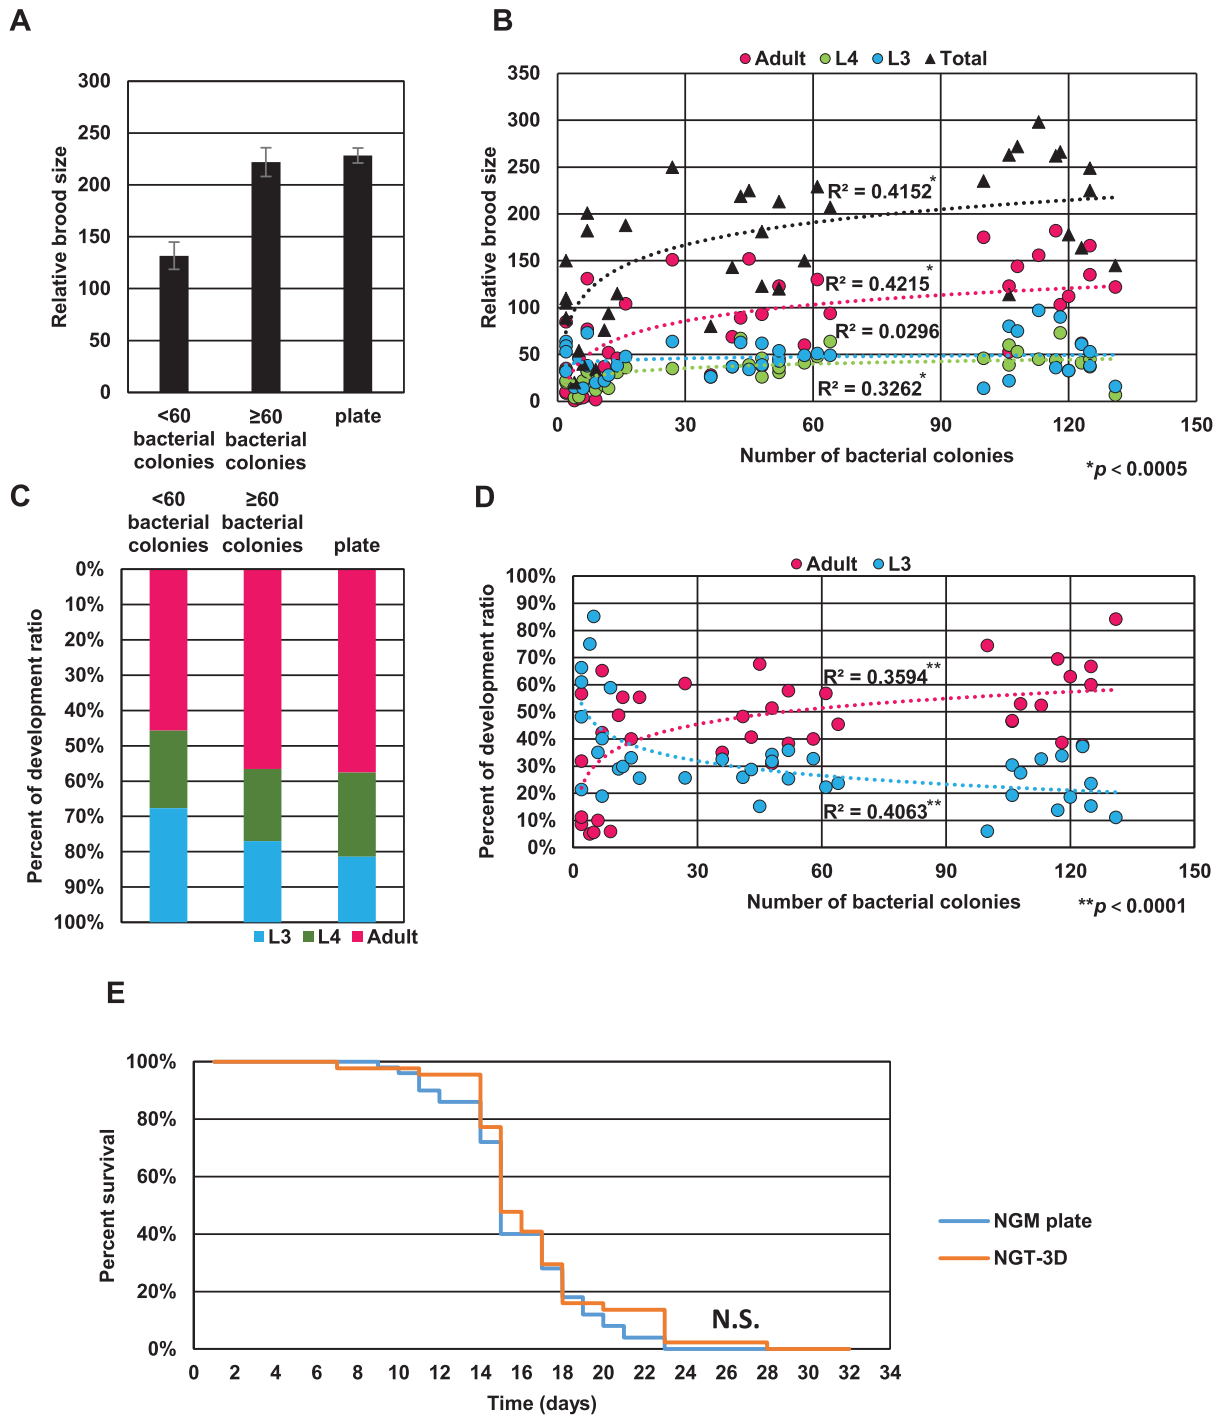 A
300
250
200
150
100
50
0
Relative brood size
<60
bacterial
colonies
≥60
bacterial
colonies
plate
B
Adult L4 L3 Total
350
300
250
200
150
100
50
0
Relative brood size
R² = 0.4152*
R² = 0.4215*
R² = 0.0296
R² = 0.3262*
0 30 60 90 120 150
Number of bacterial colonies
*p < 0.0005
C
<60
bacterial
colonies
≥60
bacterial
colonies
plate
0%
10%
20%
30%
40%
50%
60%
70%
80%
90%
100%
Percent of development ratio
L3 L4 Adult
D
Adult L3
100%
90%
80%
70%
60%
50%
40%
30%
20%
10%
0%
Percent of development ratio
R² = 0.3594**
R² = 0.4063**
0 30 60 90 120 150
Number of bacterial colonies
**p < 0.0001
E
100%
80%
60%
40%
20%
0%
Percent survival
N.S.
0 2 4 6 8 10 12 14 16 18 20 22 24 26 28 30 32 34
Time (days)
NGM plate
NGT-3D